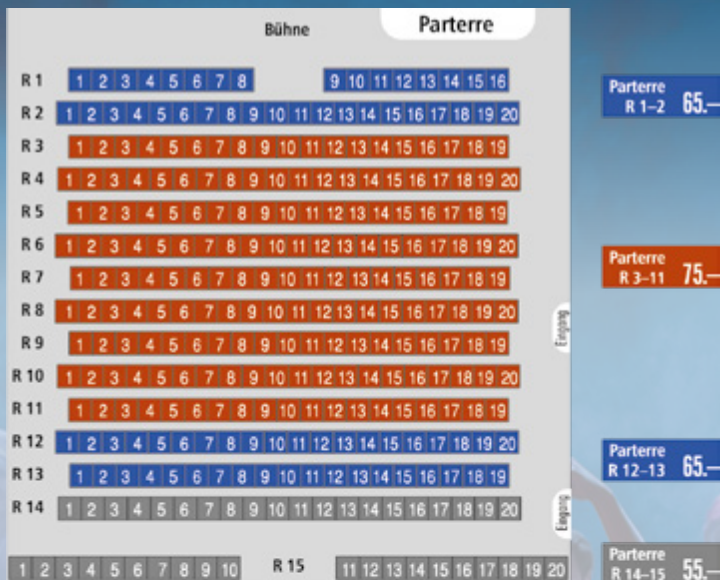 Bühne
Parterre
R 1 1 2 3 4 5 6 7 8 9 10 11 12 13 14 15 16
R 2 1 2 3 4 5 6 7 8 9 10 11 12 13 14 15 16 17 18 19 20
R 3 1 2 3 4 5 6 7 8 9 10 11 12 13 14 15 16 17 18 19
R 4 1 2 3 4 5 6 7 8 9 10 11 12 13 14 15 16 17 18 19 20
R 5 1 2 3 4 5 6 7 8 9 10 11 12 13 14 15 16 17 18 19
R 6 1 2 3 4 5 6 7 8 9 10 11 12 13 14 15 16 17 18 19 20
R 7 1 2 3 4 5 6 7 8 9 10 11 12 13 14 15 16 17 18 19
R 8 1 2 3 4 5 6 7 8 9 10 11 12 13 14 15 16 17 18 19 20
Eingang
R 9 1 2 3 4 5 6 7 8 9 10 11 12 13 14 15 16 17 18 19
R 10 1 2 3 4 5 6 7 8 9 10 11 12 13 14 15 16 17 18 19 20
R 11 1 2 3 4 5 6 7 8 9 10 11 12 13 14 15 16 17 18 19
R 12 1 2 3 4 5 6 7 8 9 10 11 12 13 14 15 16 17 18 19 20
R 13 1 2 3 4 5 6 7 8 9 10 11 12 13 14 15 16 17 18 19
R 14 1 2 3 4 5 6 7 8 9 10 11 12 13 14 15 16 17 18 19 20
Eingang
1 2 3 4 5 6 7 8 9 10 R 15 11 12 13 14 15 16 17 18 19 20
Parterre
R 1–2 65.–
Parterre
R 3–11 75.–
Parterre
R 12–13 65.–
Parterre
R 14–15 55.–